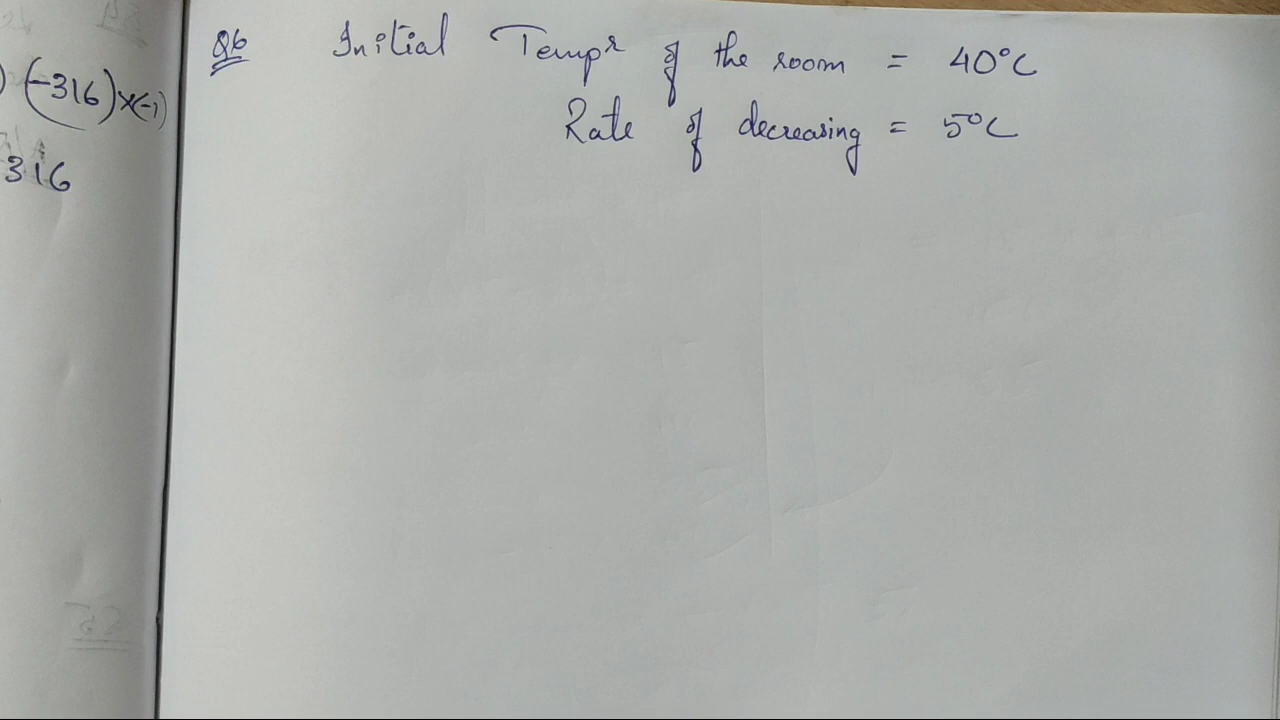 ) (-316)×(-1)
316
Q6 Initial Tempr of the room = 40°C
Rate of decreasing = 5°C